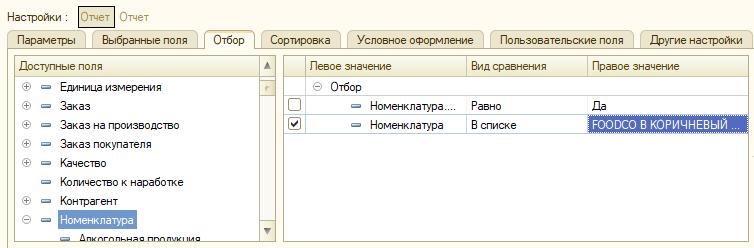 Настройки : Отчет Отчет
Параметры Выбранные поля Отбор Сортировка Условное оформление Пользовательские поля Другие настройки
Доступные поля Левое значение Вид сравнения Правое значение
Единица измерения Отбор
Заказ Номенклатура.... Равно Да
Заказ на производство Номенклатура В списке FOODCO В КОРИЧНЕВЫЙ ...
Заказ покупателя
Качество
Количество к наработке
Контрагент
Номенклатура
Алкогольная продукция